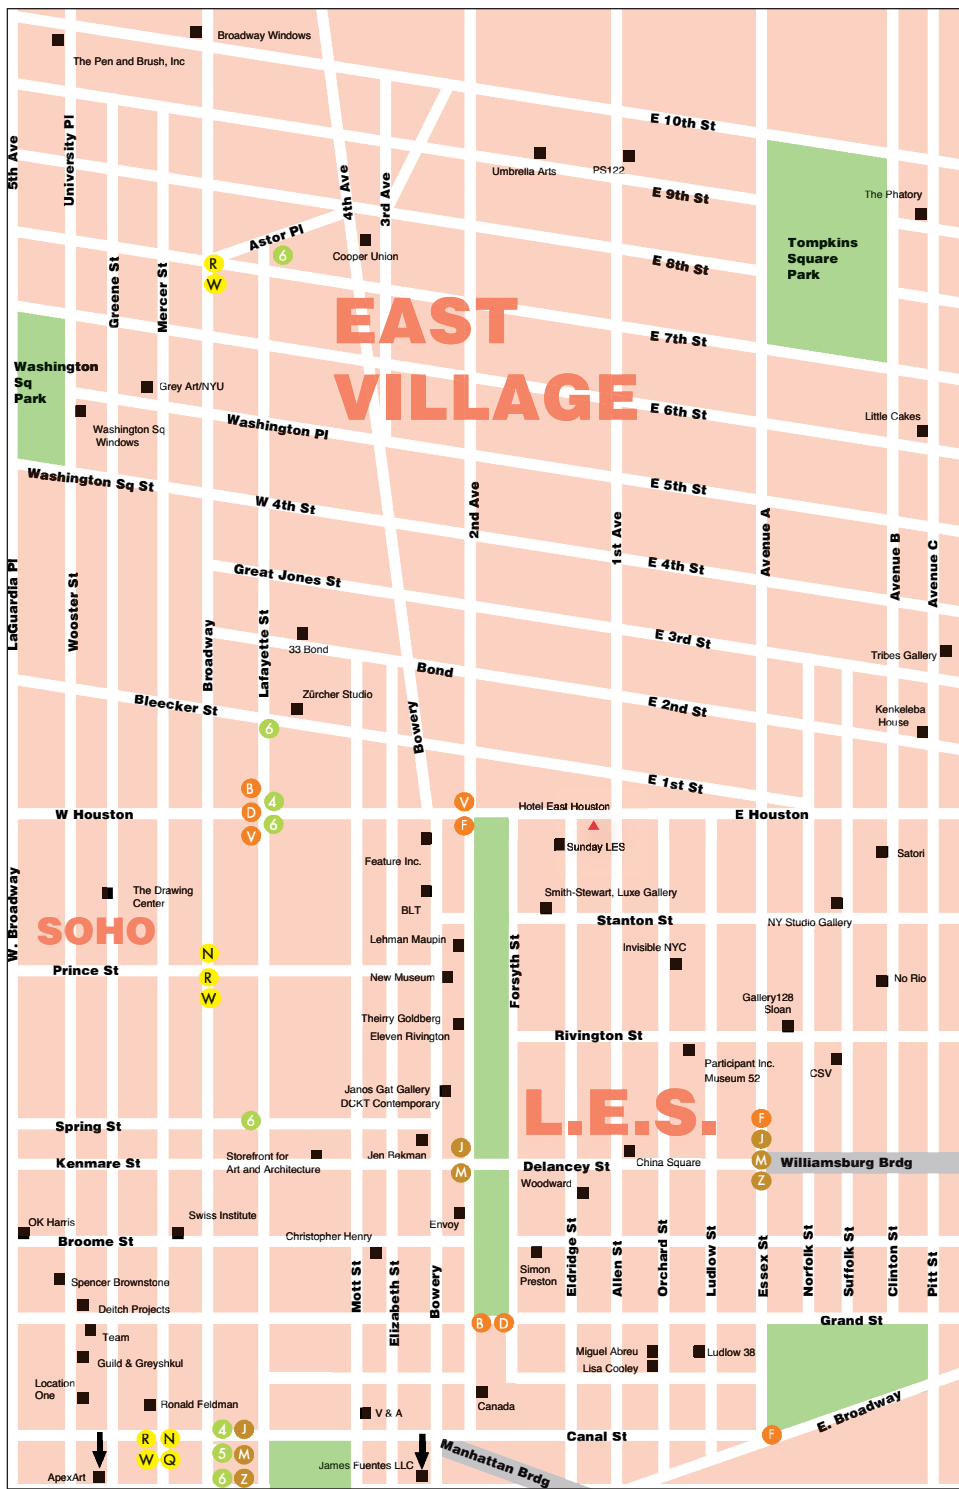 Broadway Windows
The Pen and Brush, Inc
E 10th St
5th Ave
University Pl
4th Ave
3rd Ave
Umbrella Arts
PS122
E 9th St
The Phatory
Astor Pl
6
Cooper Union
R
W
Greene St
Mercer St
E 8th St
Tompkins
Square
Park
EAST
VILLAGE
E 7th St
Washington
Sq
Park
Grey Art/NYU
Washington Sq
Windows
Washington Pl
E 6th St
Little Cakes
Washington Sq St
W 4th St
2nd Ave
E 5th St
1st Ave
Avenue A
Avenue B
Avenue C
LaGuardia Pl
Wooster St
Great Jones St
E 4th St
Broadway
Lafayette St
33 Bond
Bond
E 3rd St
Tribes Gallery
Bleecker St
Zürcher Studio
6
Bowery
E 2nd St
Kenkeleba
House
E 1st St
W Houston
B
D
V
4
6
V
F
Hotel East Houston
E Houston
Feature Inc.
Sunday LES
Satori
W. Broadway
The Drawing
Center
BLT
Smith-Stewart, Luxe Gallery
Stanton St
NY Studio Gallery
SOHO
Lehman Maupin
Forsyth St
Invisible NYC
N
R
W
Prince St
New Museum
No Rio
Gallery128
Sloan
Theirry Goldberg
Eleven Rivington
Rivington St
Participant Inc.
Museum 52
CSV
Janos Gat Gallery
DCKT Contemporary
L.E.S.
Spring St
6
F
J
M
Z
Kenmare St
Storefront for
Art and Architecture
Jen Bekman
J
M
Delancey St
China Square
Williamsburg Brdg
Woodward
OK Harris
Swiss Institute
Envoy
Broome St
Christopher Henry
Simon
Preston
Mott St
Elizabeth St
Bowery
Eldridge St
Allen St
Orchard St
Ludlow St
Essex St
Norfolk St
Suffolk St
Clinton St
Pitt St
Spencer Brownstone
Deitch Projects
B
D
Grand St
Team
Miguel Abreu
Lisa Cooley
Ludlow 38
Guild & Greyshkul
Location
One
Ronald Feldman
V & A
Canada
E. Broadway
F
Canal St
R
N
W
Q
4
J
5
M
6
Z
ApexArt
James Fuentes LLC
Manhattan Brdg